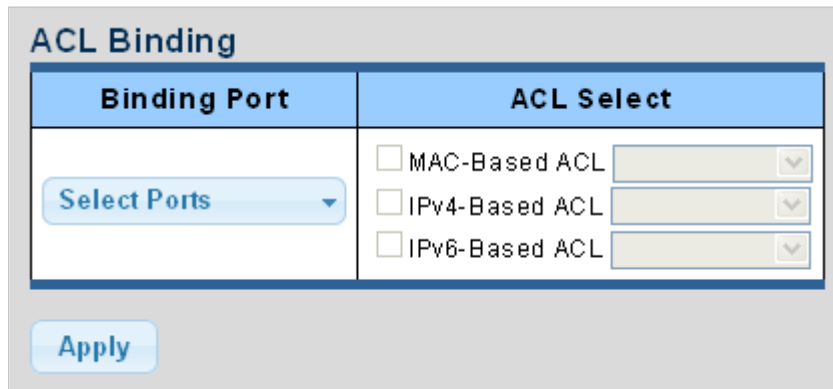 ACL Binding
Binding Port ACL Select
Select Ports
MAC-Based ACL
IPv4-Based ACL
IPv6-Based ACL
Apply